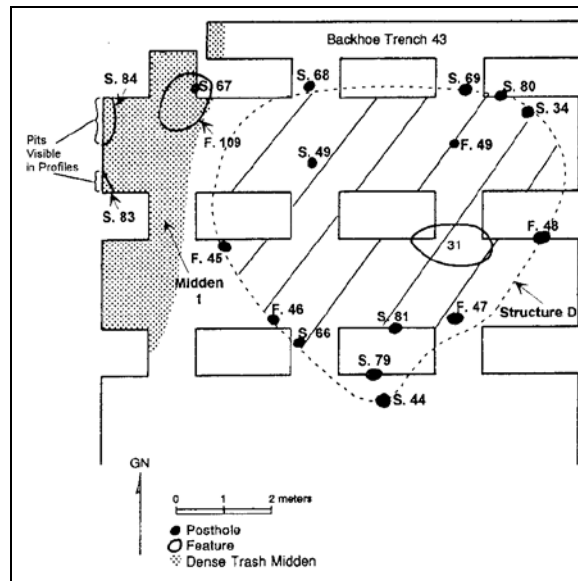 Backhoe Trench 43
S. 84
S. 67
S. 68
S. 69
S. 80
S. 34
Pits
Visible
in Profiles
F. 109
S. 49
F. 49
S. 83
F. 45
Midden
1
31
F. 48
F. 46
S. 66
S. 81
F. 47
Structure D
S. 79
S. 44
GN
0 1 2 meters
Posthole
Feature
Dense Trash Midden